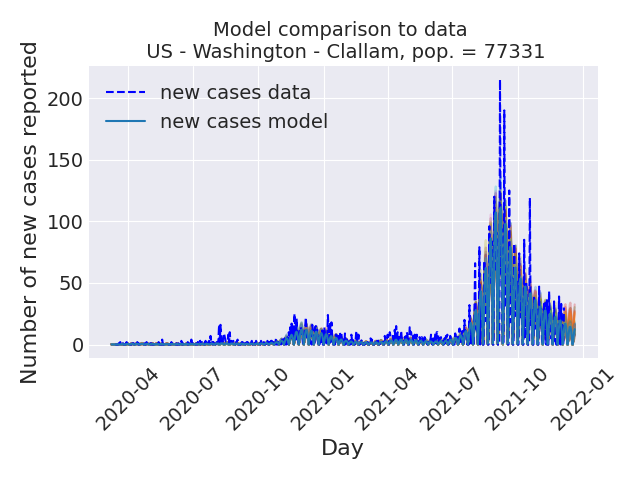 Model comparison to data
US - Washington - Clallam, pop. = 77331
Number of new cases reported
200
150
100
50
0
new cases data
new cases model
2020-04
2020-07
2020-10
2021-01
2021-04
2021-07
2021-10
2022-01
Day